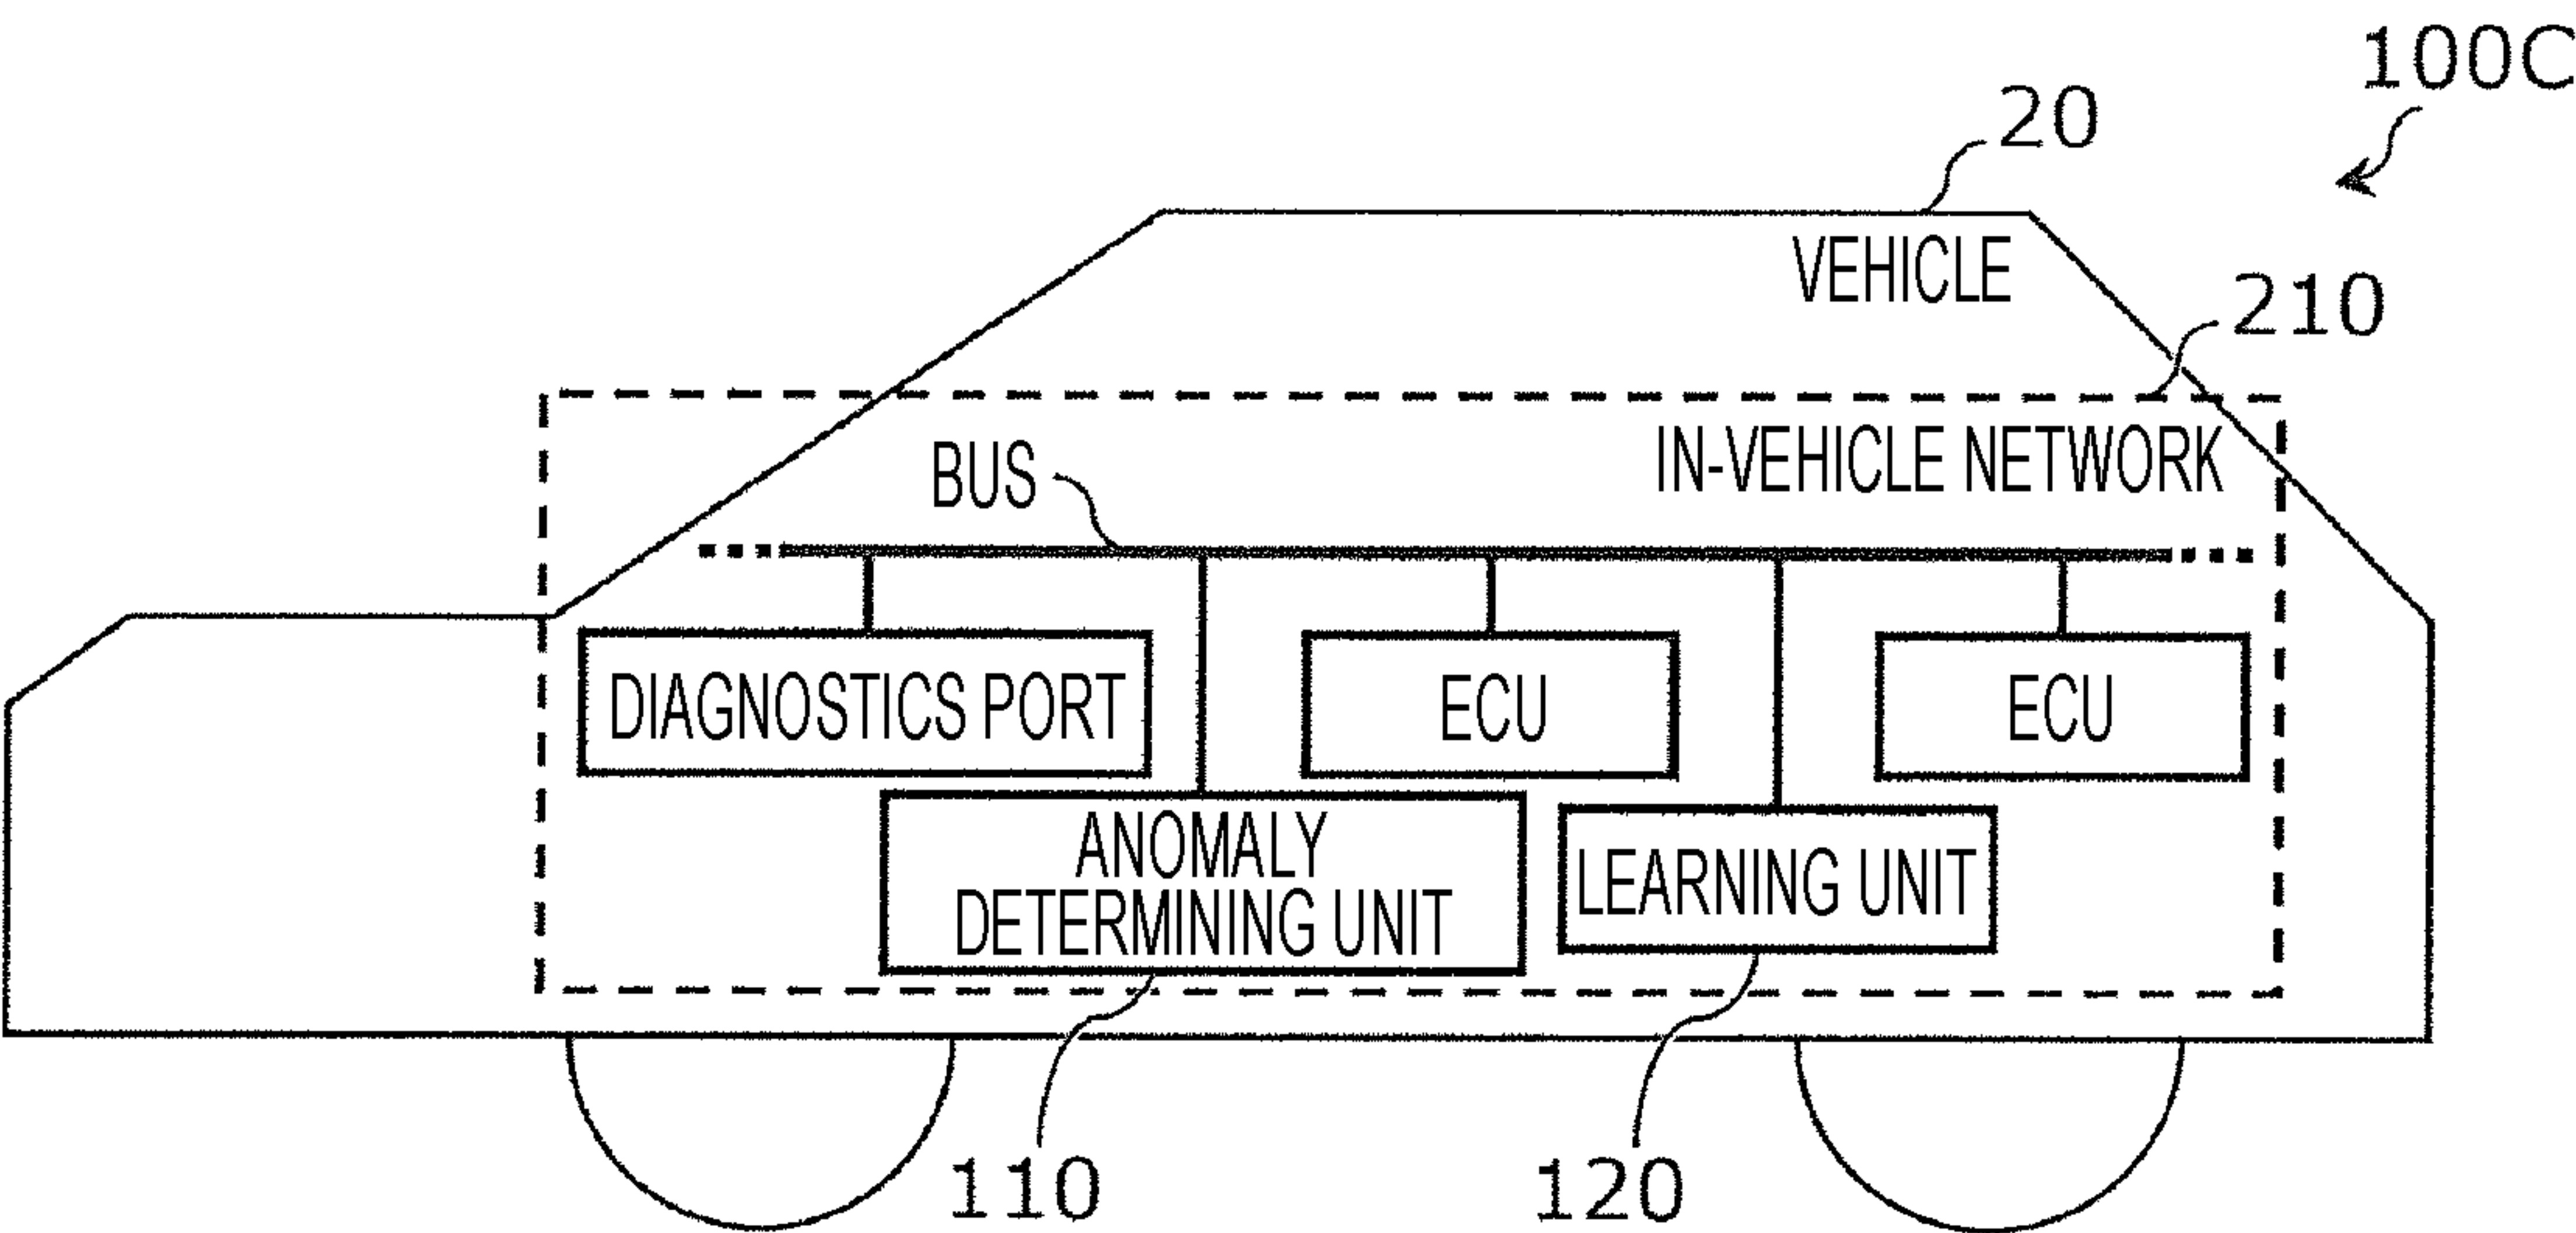 100C
20
VEHICLE
210
IN-VEHICLE NETWORK
BUS
DIAGNOSTICS PORT
ECU
ECU
ANOMALY
DETERMINING UNIT
LEARNING UNIT
110
120